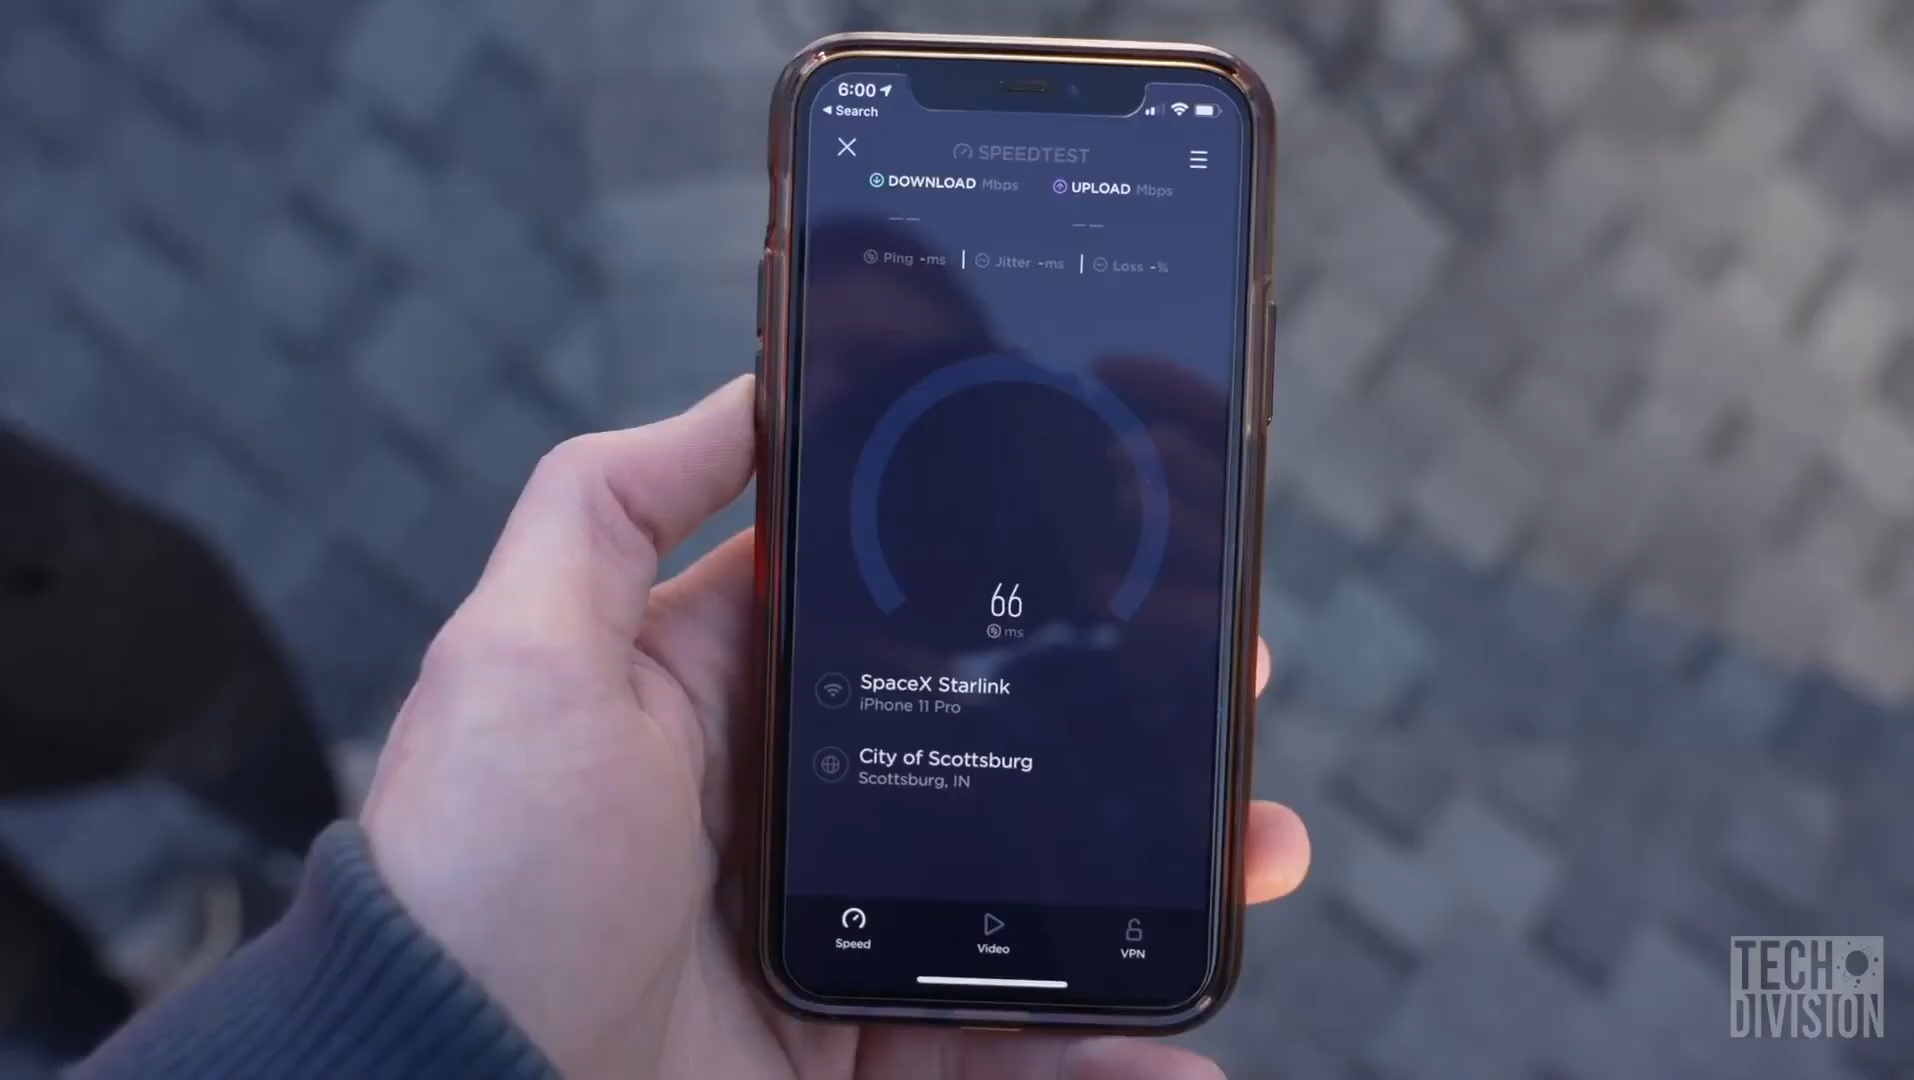 6:00
Search
SPEEDTEST
DOWNLOAD Mbps
UPLOAD Mbps
Ping -ms
Jitter -ms
Loss -%
66
ms
SpaceX Starlink
iPhone 11 Pro
City of Scottsburg
Scottsburg, IN
Speed
Video
VPN
TECH
DIVISION